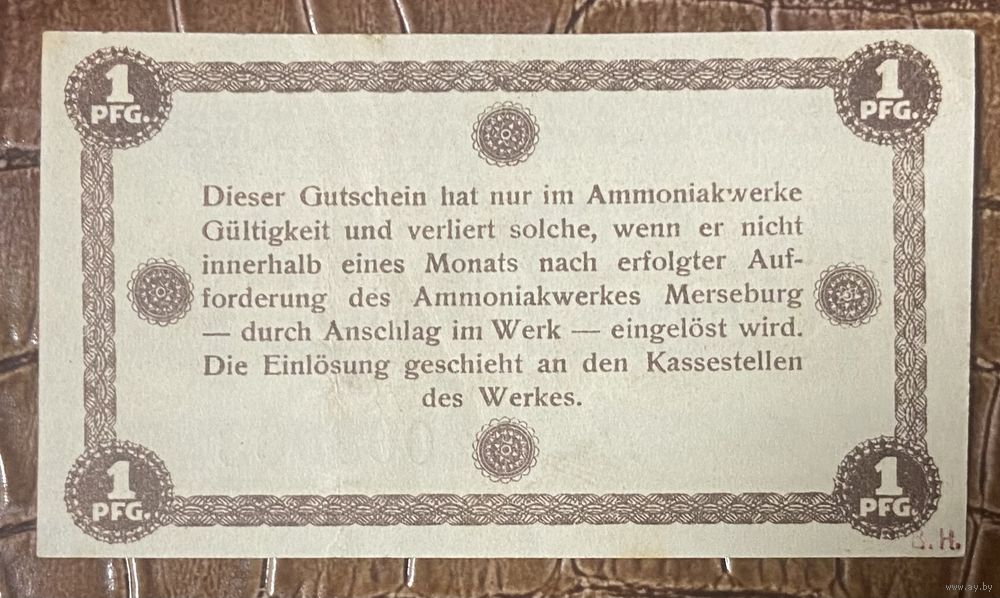 1 PFG.
1 PFG.
Dieser Gutschein hat nur im Ammoniakwerke
Gültigkeit und verliert solche, wenn er nicht
innerhalb eines Monats nach erfolgter Auf-
forderung des Ammoniakwerkes Merseburg
— durch Anschlag im Werk — eingelöst wird.
Die Einlösung geschieht an den Kassestellen
des Werkes.
1 PFG.
1 PFG.
H.
www.ay.by